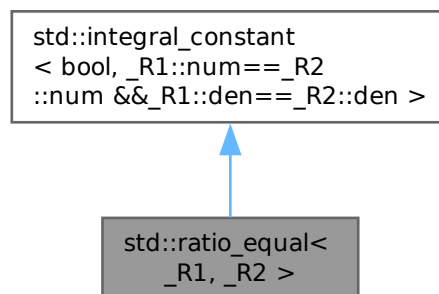 std::integral_constant
< bool, _R1::num==_R2
::num &&_R1::den==_R2::den >
std::ratio_equal<
_R1, _R2 >